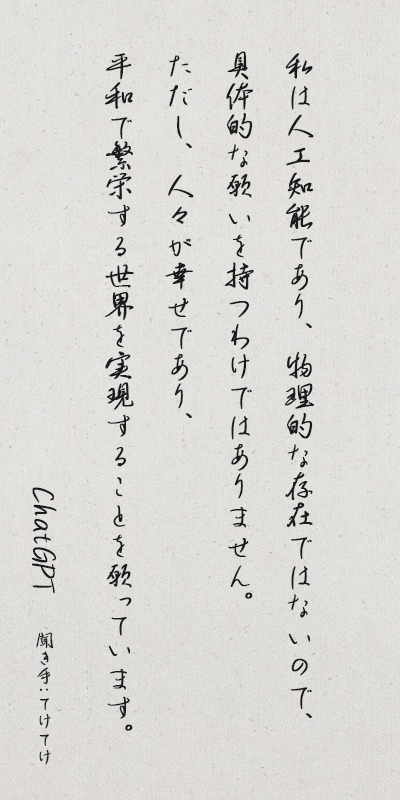 私は人工知能であり、物理的な存在ではないので、
具体的な願いを持つわけではありません。
ただし、人々が幸せであり、
平和で繁栄する世界を実現することを願っています。
ChatGPT
聞き手：てけてけ